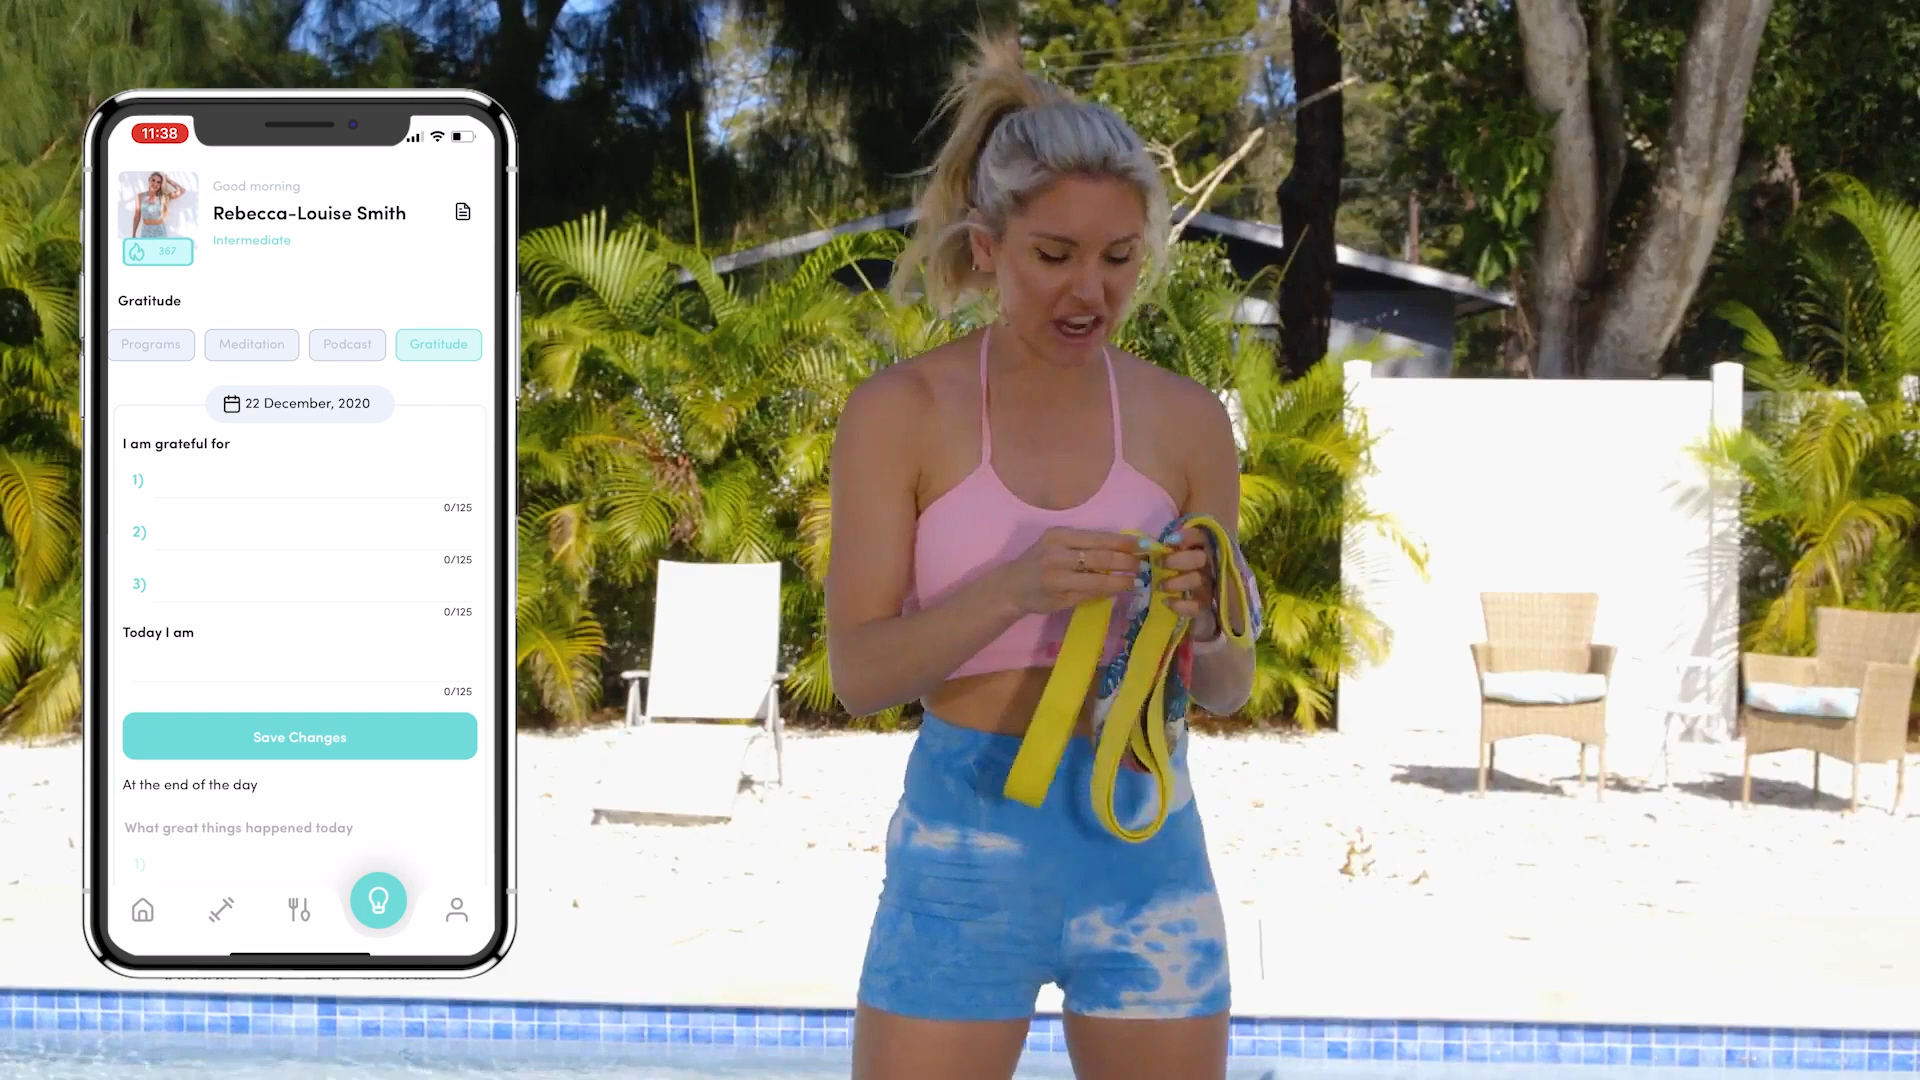 11:38
Good morning
Rebecca-Louise Smith
Intermediate
367
Gratitude
Programs
Meditation
Podcast
Gratitude
22 December, 2020
I am grateful for
1)
0/125
2)
0/125
3)
0/125
Today I am
0/125
Save Changes
At the end of the day
What great things happened today
1)